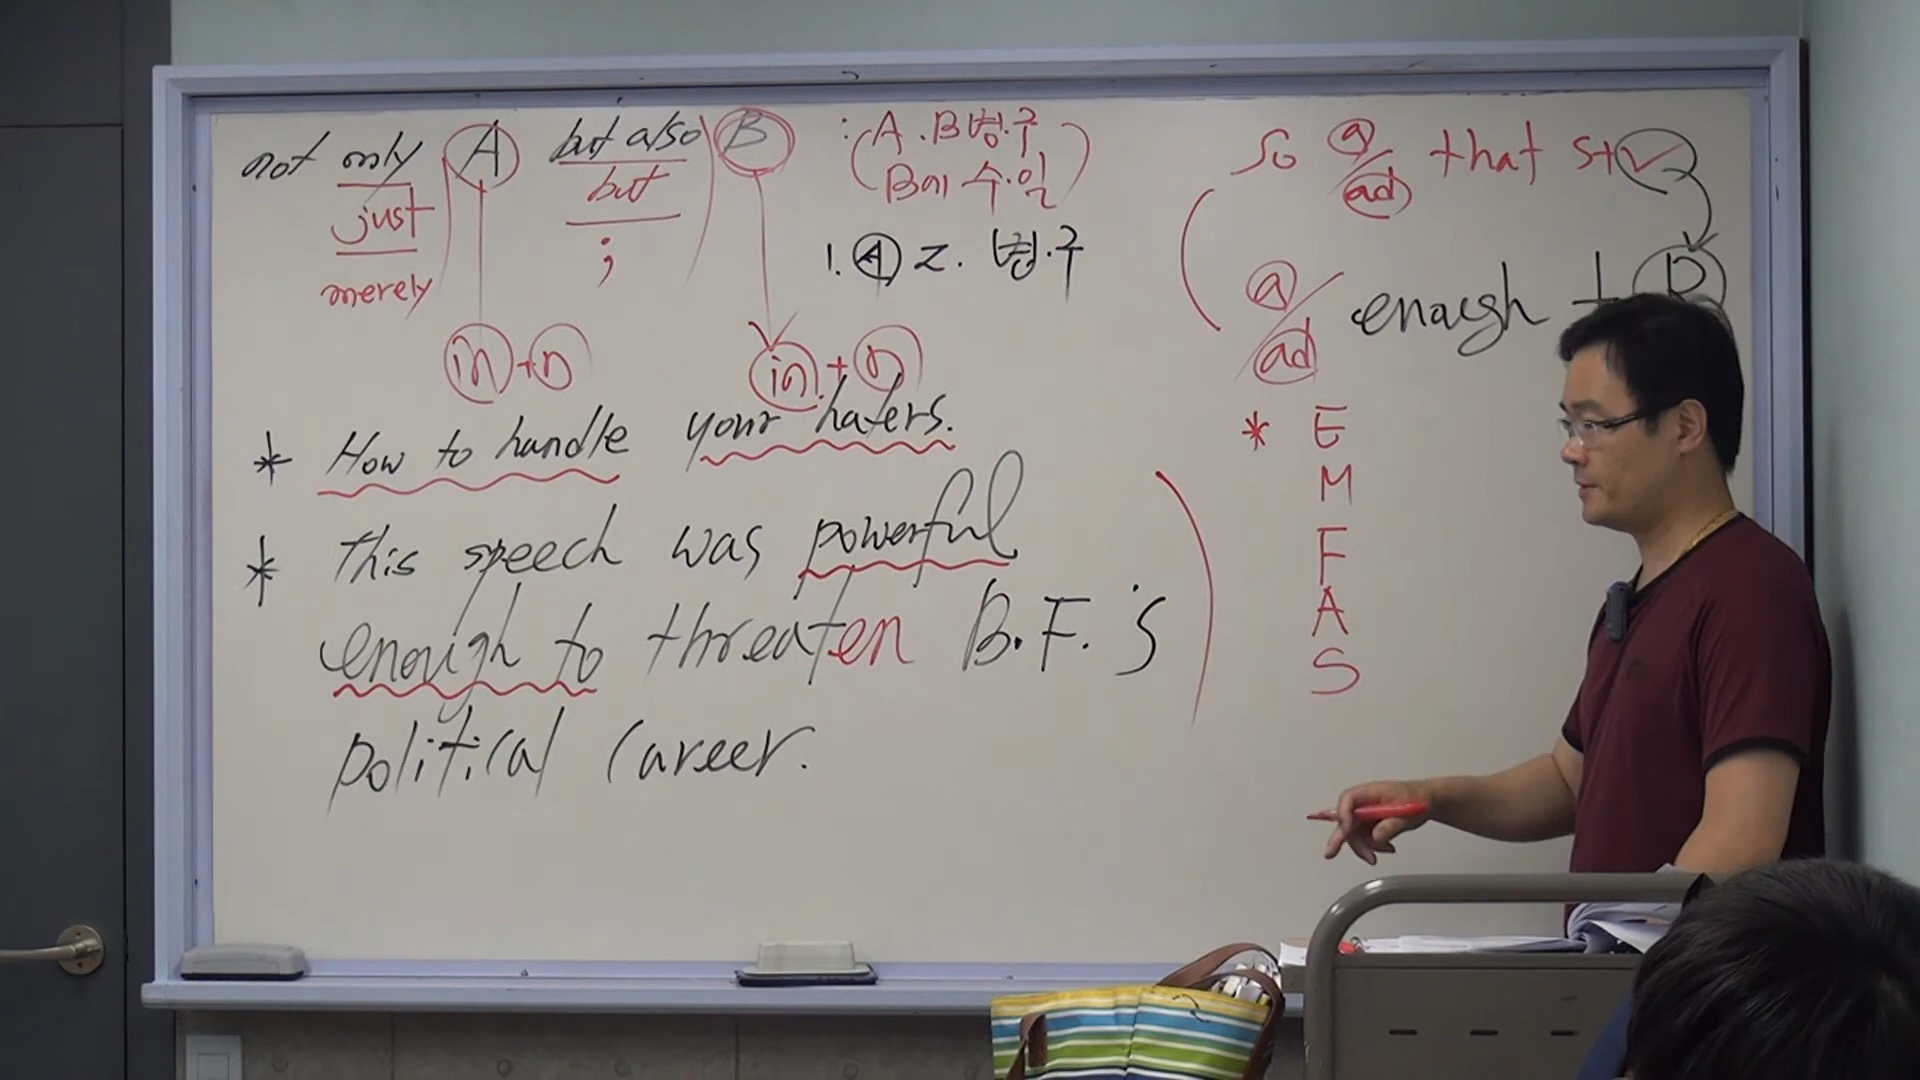 not only A but also B : A.B병.구
just but B에 수.일
merely ;
1. A 2. 병.구
in + n in + n
* How to handle your haters.
* this speech was powerful
enough to threaten B.F.'s
political career.
so a/ad that s+v
a/ad enough +
* E
M
F
A
S